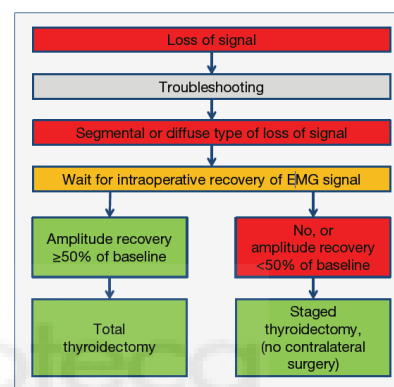 Loss of signal
Troubleshooting
Segmental or diffuse type of loss of signal
Wait for intraoperative recovery of EMG signal
Amplitude recovery
≥50% of baseline
No, or
amplitude recovery
<50% of baseline
Total
thyroidectomy
Staged
thyroidectomy,
(no contralateral
surgery)